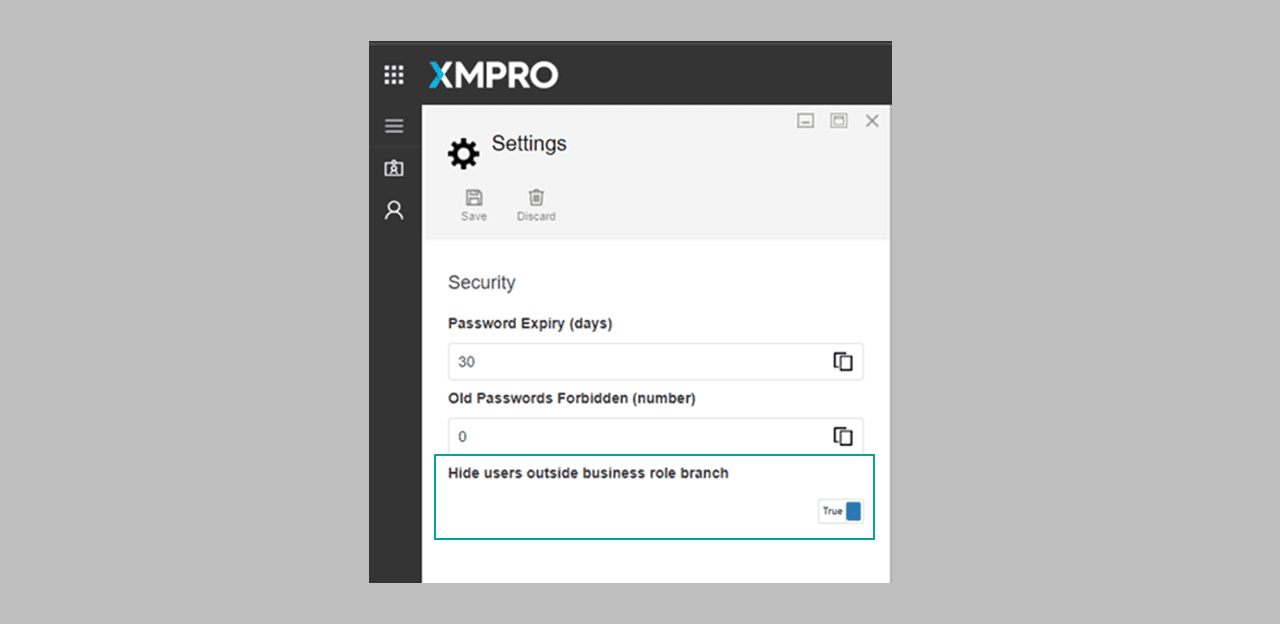 XMPRO
Settings
Save Discard
Security
Password Expiry (days)
30
Old Passwords Forbidden (number)
0
Hide users outside business role branch
True